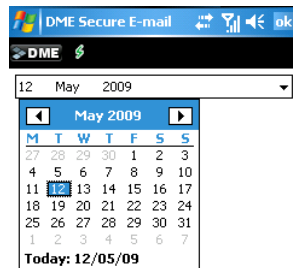 DME Secure E-mail ok
DME
12 May 2009
May 2009
M T W T F S S
27 28 29 30 1 2 3
4 5 6 7 8 9 10
11 12 13 14 15 16 17
18 19 20 21 22 23 24
25 26 27 28 29 30 31
1 2 3 4 5 6 7
Today: 12/05/09